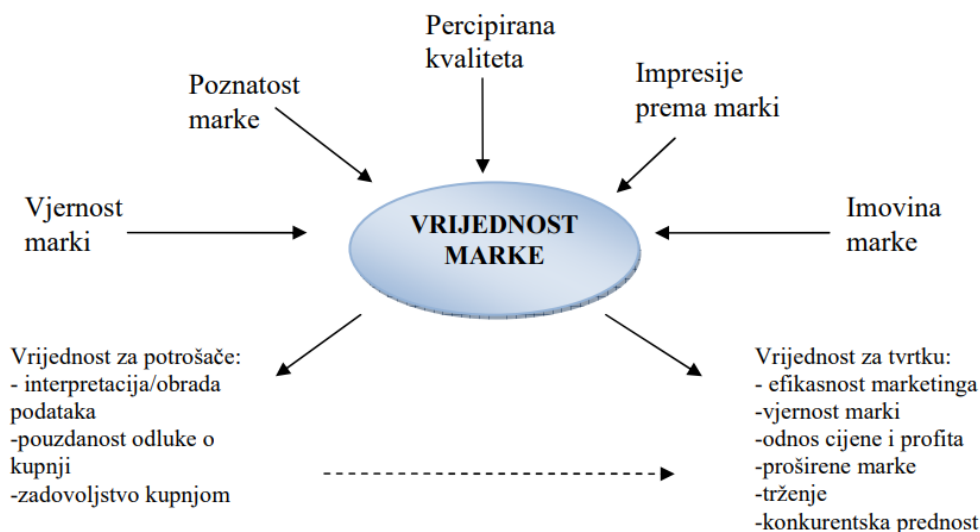 Percipirana
kvaliteta
Poznatost
marke
Impresije
prema marki
Vjernost
marki
VRIJEDNOST
MARKE
Imovina
marke
Vrijednost za potrošače:
- interpretacija/obrada
podataka
-pouzdanost odluke o
kupnji
-zadovoljstvo kupnjom
Vrijednost za tvrtku:
- efikasnost marketinga
-vjernost marki
-odnos cijene i profita
-proširene marke
-trženje
-konkurentska prednost